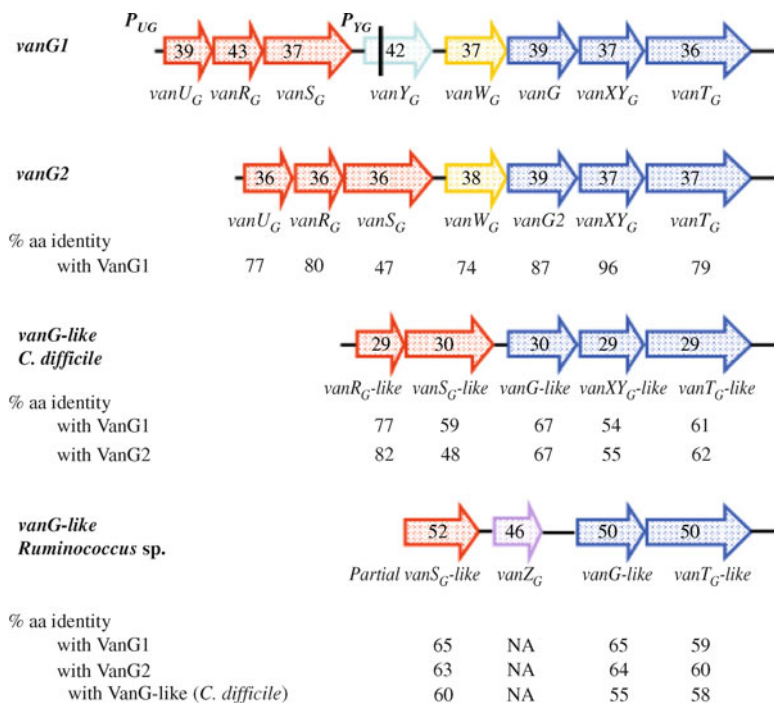 P_UG P_YG
vanG1 39 43 37 42 37 39 37 36
vanU_G vanR_G vanS_G vanY_G vanW_G vanG vanXY_G vanT_G
vanG2 36 36 36 38 39 37 37
vanU_G vanR_G vanS_G vanW_G vanG2 vanXY_G vanT_G
% aa identity
with VanG1 77 80 47 74 87 96 79
vanG-like
C. difficile
29 30 30 29 29
vanR_G-like vanS_G-like vanG-like vanXY_G-like vanT_G-like
% aa identity
with VanG1 77 59 67 54 61
with VanG2 82 48 67 55 62
vanG-like
Ruminococcus sp.
52 46 50 50
Partial vanS_G-like vanZ_G vanG-like vanT_G-like
% aa identity
with VanG1 65 NA 65 59
with VanG2 63 NA 64 60
with VanG-like (C. difficile) 60 NA 55 58